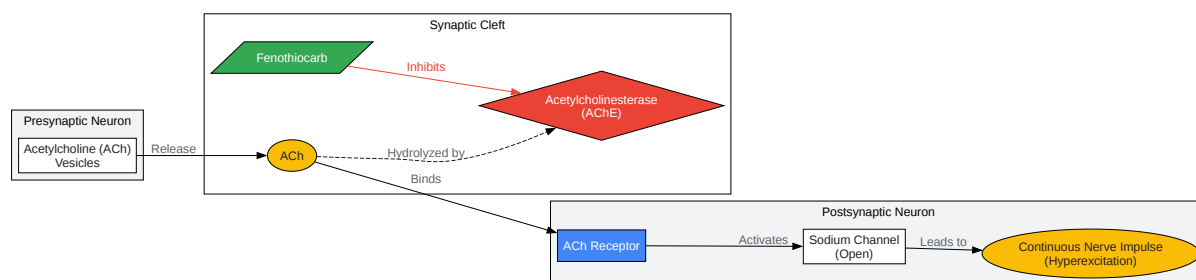 Synaptic Cleft
Fenothiocarb
Inhibits
Acetylcholinesterase
(AChE)
Presynaptic Neuron
Acetylcholine (ACh)
Vesicles
Release
ACh
Hydrolyzed by
Binds
Postsynaptic Neuron
ACh Receptor
Activates
Sodium Channel
(Open)
Leads to
Continuous Nerve Impulse
(Hyperexcitation)